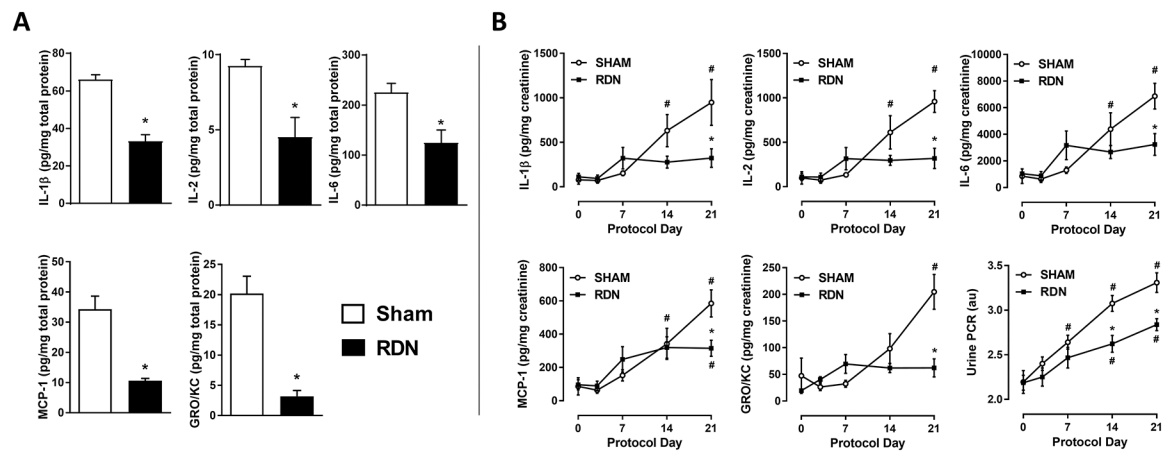 A
IL-1β (pg/mg total protein)
80
60
40
20
0
*
IL-2 (pg/mg total protein)
10
5
0
*
IL-6 (pg/mg total protein)
300
200
100
0
*
MCP-1 (pg/mg total protein)
50
40
30
20
10
0
*
GRO/KC (pg/mg total protein)
25
20
15
10
5
0
*
Sham
RDN
B
IL-1β (pg/mg creatinine)
1500
1000
500
0
SHAM
RDN
# # *
0 7 14 21
Protocol Day
IL-2 (pg/mg creatinine)
1500
1000
500
0
SHAM
RDN
# # *
0 7 14 21
Protocol Day
IL-6 (pg/mg creatinine)
10000
8000
6000
4000
2000
0
SHAM
RDN
# # *
0 7 14 21
Protocol Day
MCP-1 (pg/mg creatinine)
800
600
400
200
0
SHAM
RDN
# # * #
0 7 14 21
Protocol Day
GRO/KC (pg/mg creatinine)
250
200
150
100
50
0
SHAM
RDN
# *
0 7 14 21
Protocol Day
Urine PCR (au)
3.5
3.0
2.5
2.0
SHAM
RDN
# # # * * # #
0 7 14 21
Protocol Day